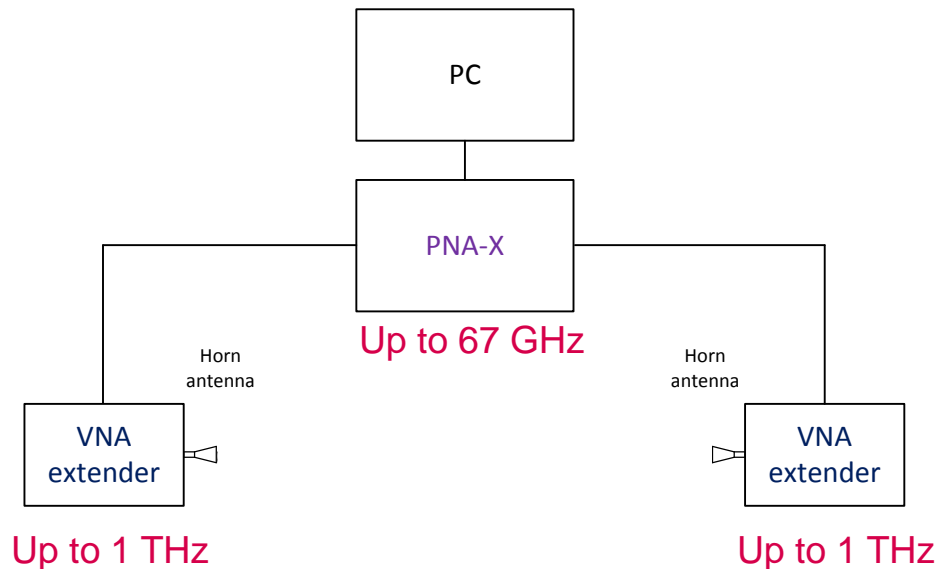 PC
PNA-X
Up to 67 GHz
Horn
antenna
Horn
antenna
VNA
extender
VNA
extender
Up to 1 THz
Up to 1 THz